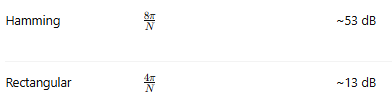 Hamming 8π/N ~53 dB
Rectangular 4π/N ~13 dB